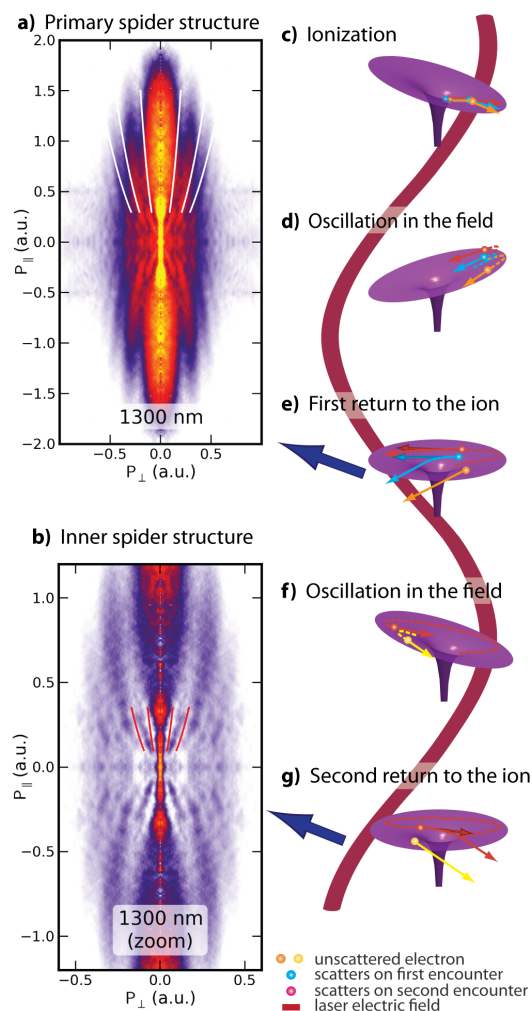 a) Primary spider structure
2.0
1.5
1.0
0.5
0.0
−0.5
−1.0
−1.5
−2.0
P∥ (a.u.)
1300 nm
−0.5 0.0 0.5
P⊥ (a.u.)
b) Inner spider structure
1.0
0.5
0.0
−0.5
−1.0
P∥ (a.u.)
1300 nm
(zoom)
−0.5 0.0 0.5
P⊥ (a.u.)
c) Ionization
d) Oscillation in the field
e) First return to the ion
f) Oscillation in the field
g) Second return to the ion
unscattered electron
scatters on first encounter
scatters on second encounter
laser electric field